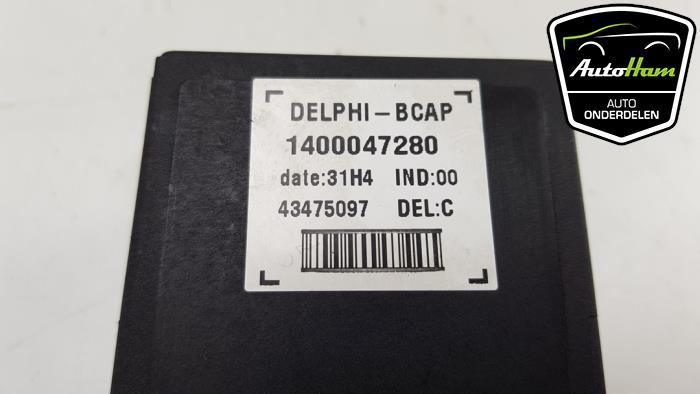 DELPHI – BCAP
1400047280
date:31H4 IND:00
43475097 DEL:C
AutoHam
AUTO
ONDERDELEN